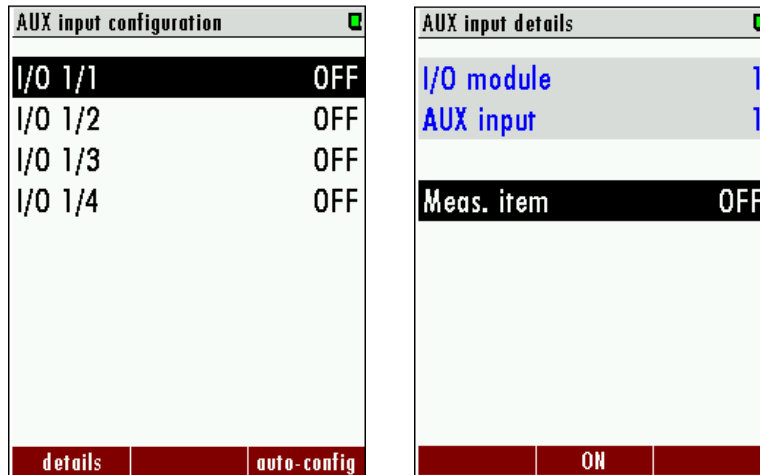 AUX input configuration
I/O 1/1 OFF
I/O 1/2 OFF
I/O 1/3 OFF
I/O 1/4 OFF
details auto-config
AUX input details
I/O module 1
AUX input 1
Meas. item OFF
ON